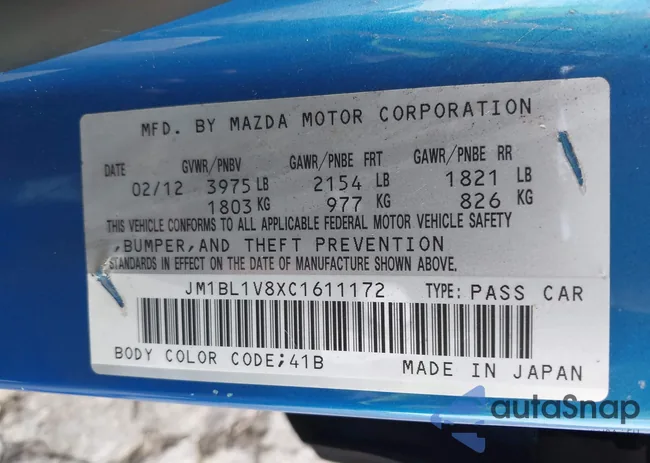 MFD. BY MAZDA MOTOR CORPORATION
DATE GVWR/PNBV GAWR/PNBE FRT GAWR/PNBE RR
02/12 3975 LB 2154 LB 1821 LB
1803 KG 977 KG 826 KG
THIS VEHICLE CONFORMS TO ALL APPLICABLE FEDERAL MOTOR VEHICLE SAFETY
,BUMPER,AND THEFT PREVENTION
STANDARDS IN EFFECT ON THE DATE OF MANUFACTURE SHOWN ABOVE.
JM1BL1V8XC1611172 TYPE: PASS CAR
BODY COLOR CODE;41B MADE IN JAPAN
autoSnap